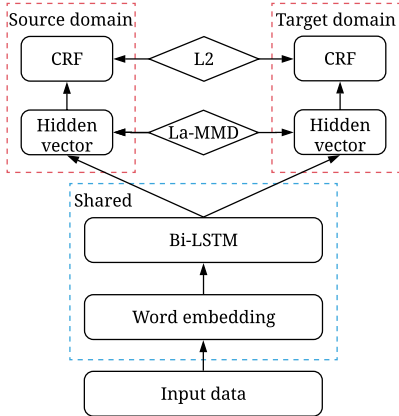 Source domain
Target domain
CRF
L2
CRF
Hidden
vector
La-MMD
Hidden
vector
Shared
Bi-LSTM
Word embedding
Input data